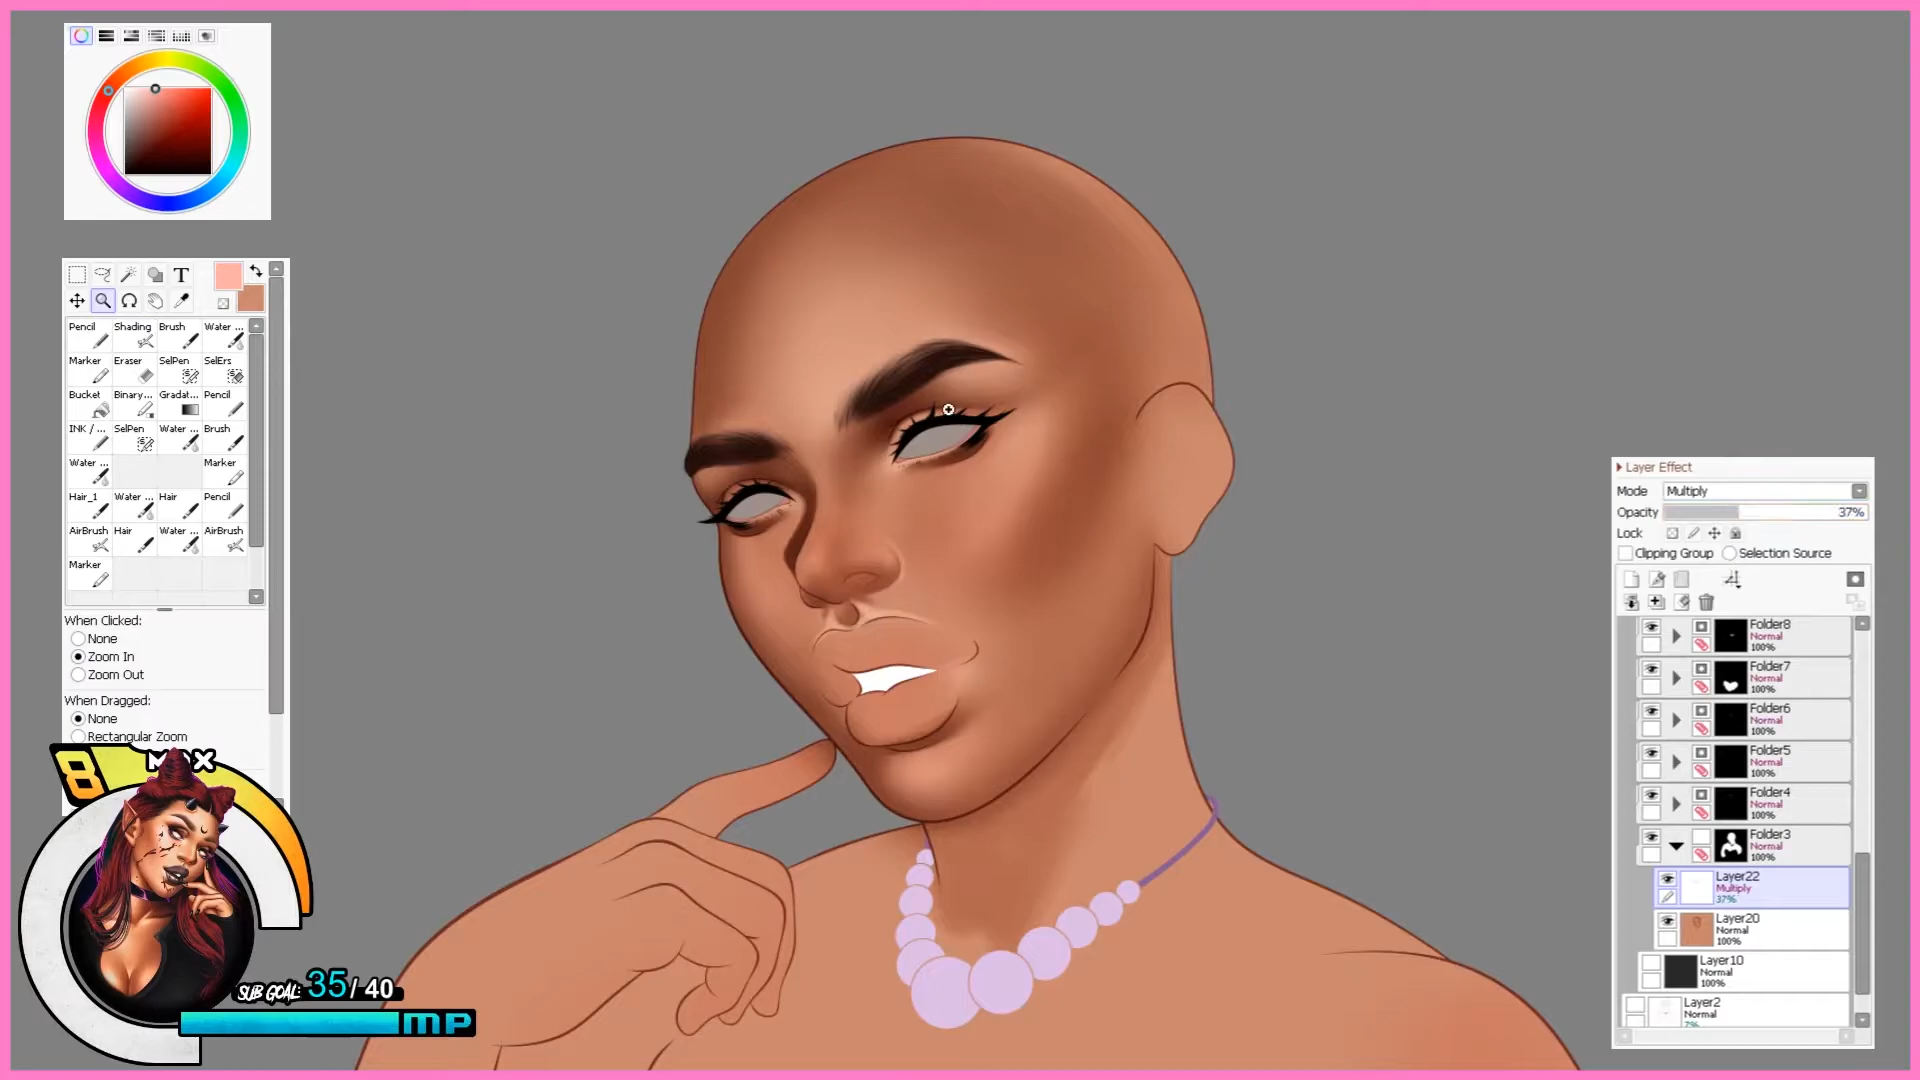 T
Pencil
Shading
Brush
Water ...
Marker
Eraser
SelPen
SelErs
Bucket
Binary...
Gradat...
Pencil
INK / ...
SelPen
Water ...
Brush
Water ...
Marker
Hair_1
Water ...
Hair
Pencil
AirBrush
Hair
Water ...
AirBrush
Marker
When Clicked:
None
Zoom In
Zoom Out
When Dragged:
None
Rectangular Zoom
8
MAX
SUB GOAL: 35/ 40
MP
Layer Effect
Mode Multiply
Opacity 37%
Lock
Clipping Group Selection Source
Folder8
Normal
100%
Folder7
Normal
100%
Folder6
Normal
100%
Folder5
Normal
100%
Folder4
Normal
100%
Folder3
Normal
100%
Layer22
Multiply
37%
Layer20
Normal
100%
Layer10
Normal
100%
Layer2
Normal
7%